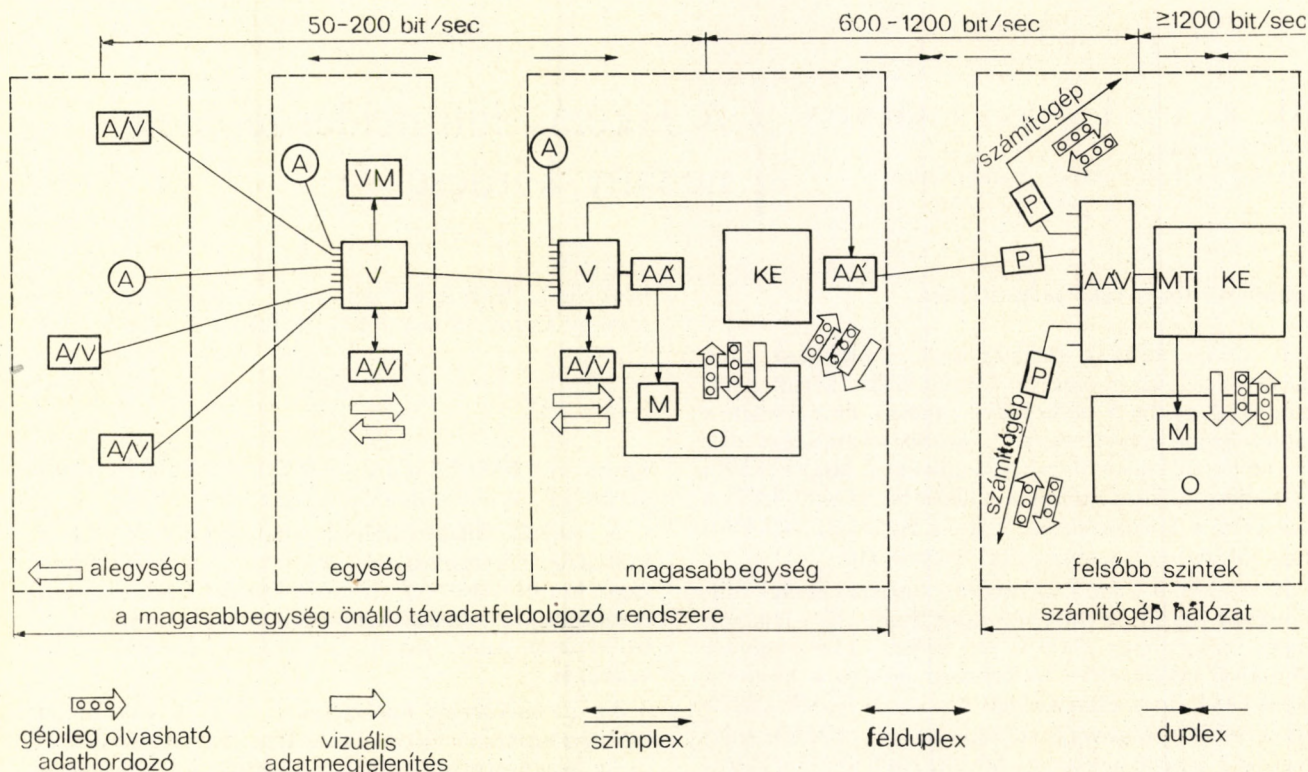 50-200 bit/sec
600-1200 bit/sec
≥1200 bit/sec
A/V
A
A/V
A/V
alegység
A
VM
V
A/V
egység
A
V
AÁ
KE
AÁ
A/V
M
O
magasabbegység
számítógép
P
P
P
számítógép
AÁV
MT
KE
M
O
felsőbb szintek
a magasabbegység önálló távadatfeldolgozó rendszere
számítógép hálózat
gépileg olvasható
adathordozó
vizuális
adatmegjelenítés
szimplex
félduplex
duplex